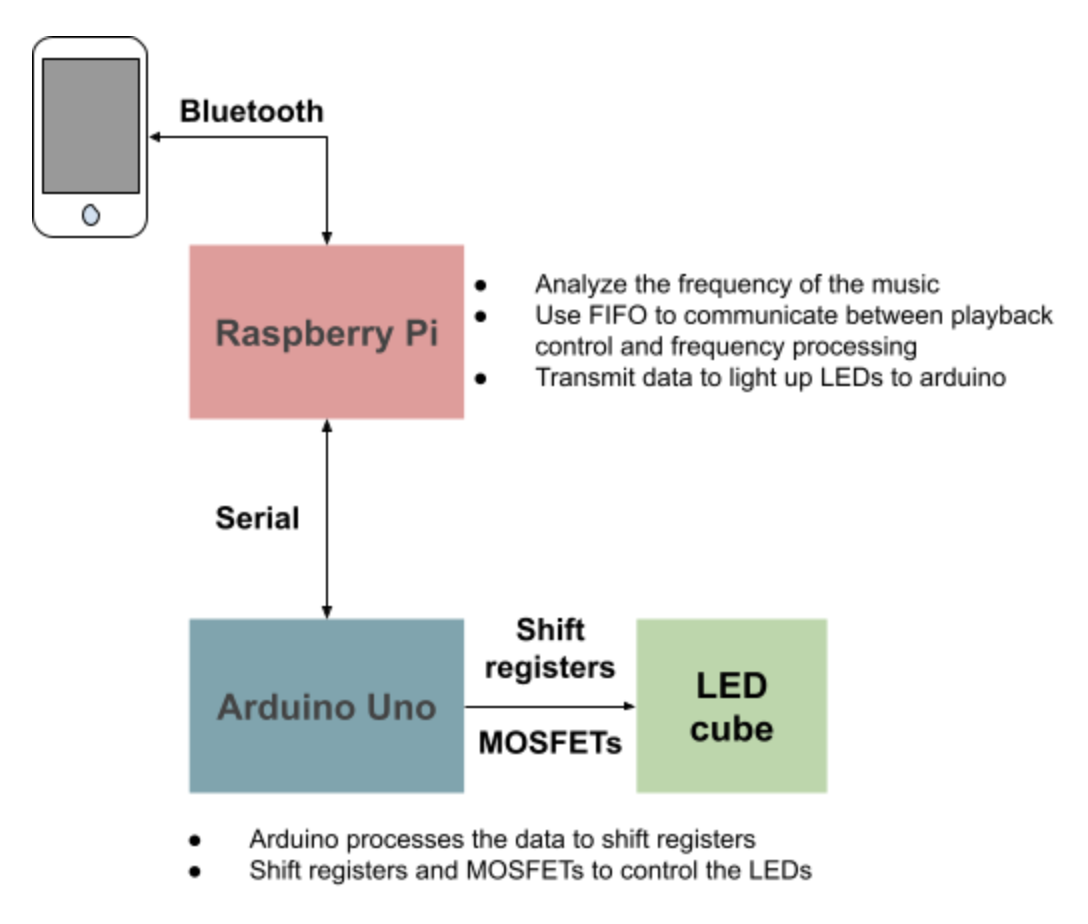 Bluetooth
Raspberry Pi
● Analyze the frequency of the music
● Use FIFO to communicate between playback
control and frequency processing
● Transmit data to light up LEDs to arduino
Serial
Arduino Uno
Shift
registers
MOSFETs
LED
cube
● Arduino processes the data to shift registers
● Shift registers and MOSFETs to control the LEDs